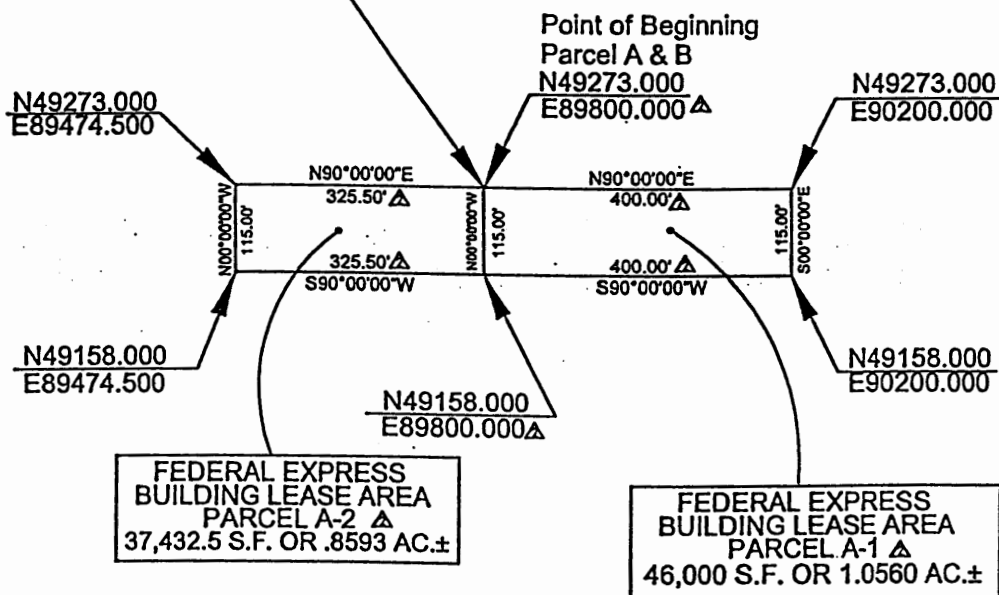 Point of Beginning
Parcel A & B
N49273.000
E89800.000 △
N49273.000
E89474.500
N49273.000
E90200.000
N90°00'00"E
325.50' △
N90°00'00"E
400.00' △
N00°00'00"W
115.00'
N00°00'00"W
115.00'
115.00'
S00°00'00"E
325.50' △
S90°00'00"W
400.00' △
S90°00'00"W
N49158.000
E89474.500
N49158.000
E89800.000 △
N49158.000
E90200.000
FEDERAL EXPRESS
BUILDING LEASE AREA
PARCEL A-2 △
37,432.5 S.F. OR .8593 AC.±
FEDERAL EXPRESS
BUILDING LEASE AREA
PARCEL A-1 △
46,000 S.F. OR 1.0560 AC.±